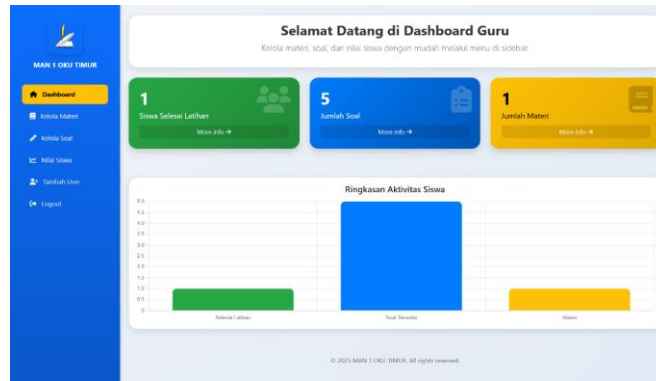 Selamat Datang di Dashboard Guru
Kelola materi, soal, dan nilai siswa dengan mudah melalui menu di sidebar.
MAN 1 OKU TIMUR
Dashboard
Kelola Materi
Kelola Soal
Nilai Siswa
Tambah User
Logout
1
Siswa Selesai Latihan
More info
5
Jumlah Soal
More info
1
Jumlah Materi
More info
Ringkasan Aktivitas Siswa
5.0
4.5
4.0
3.5
3.0
2.5
2.0
1.5
1.0
0.5
0
Selesai Latihan
Soal Tersedia
Materi
© 2025 MAN 1 OKU TIMUR. All rights reserved.